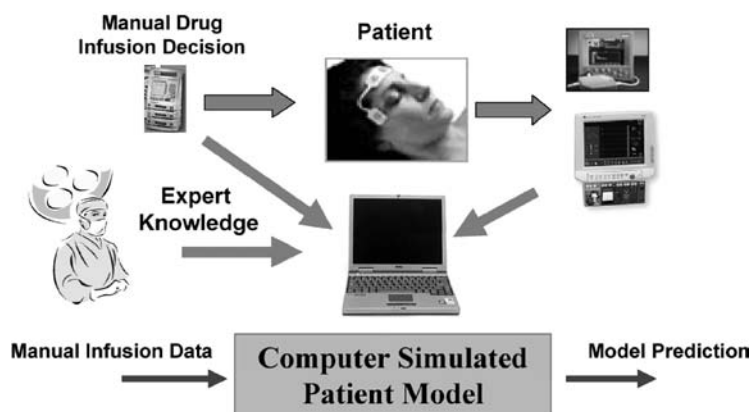 Manual Drug
Infusion Decision
Patient
Expert
Knowledge
Manual Infusion Data
Computer Simulated
Patient Model
Model Prediction